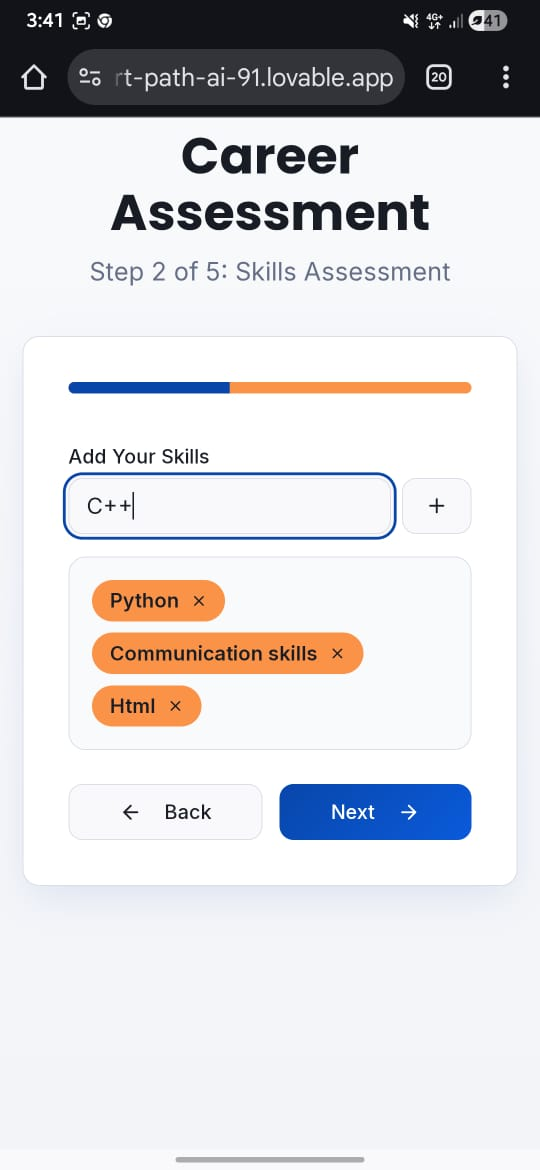 3:41
4G+
41
rt-path-ai-91.lovable.app
20
Career
Assessment
Step 2 of 5: Skills Assessment
Add Your Skills
C++
+
Python ×
Communication skills ×
Html ×
← Back
Next →